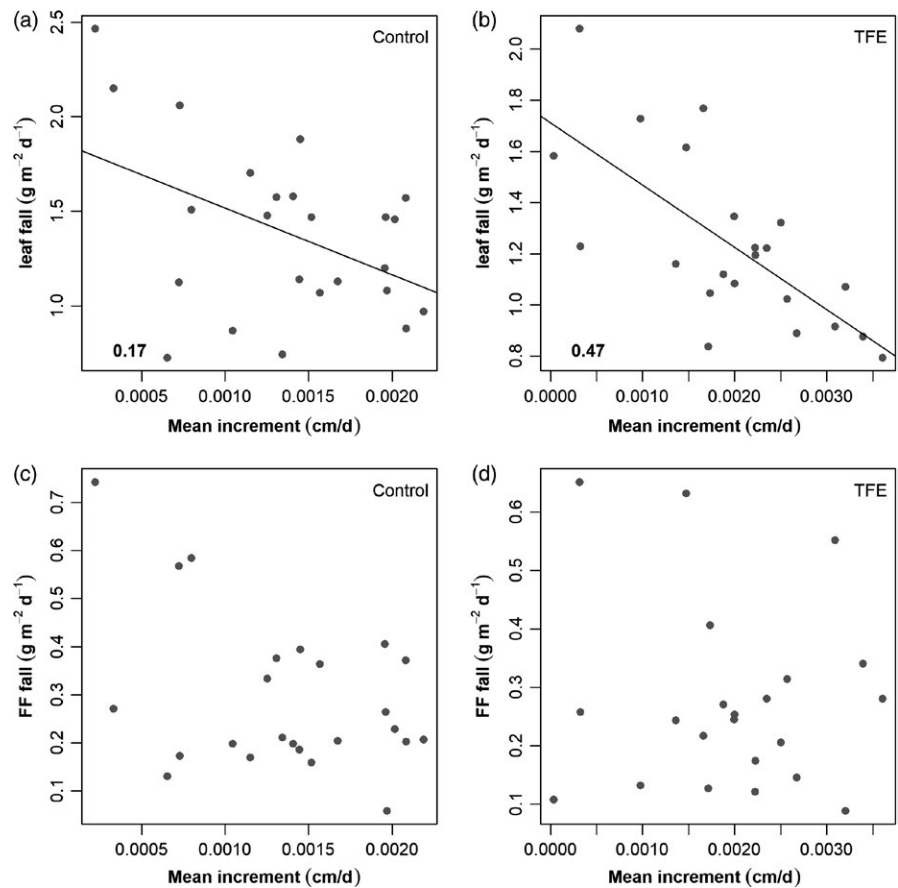 (a)
Control
2.5
2.0
1.5
1.0
leaf fall (g m⁻² d⁻¹)
0.17
0.0005 0.0010 0.0015 0.0020
Mean increment (cm/d)
(b)
TFE
2.0
1.8
1.6
1.4
1.2
1.0
0.8
leaf fall (g m⁻² d⁻¹)
0.47
0.0000 0.0010 0.0020 0.0030
Mean increment (cm/d)
(c)
Control
0.7
0.6
0.5
0.4
0.3
0.2
0.1
FF fall (g m⁻² d⁻¹)
0.0005 0.0010 0.0015 0.0020
Mean increment (cm/d)
(d)
TFE
0.6
0.5
0.4
0.3
0.2
0.1
FF fall (g m⁻² d⁻¹)
0.0000 0.0010 0.0020 0.0030
Mean increment (cm/d)